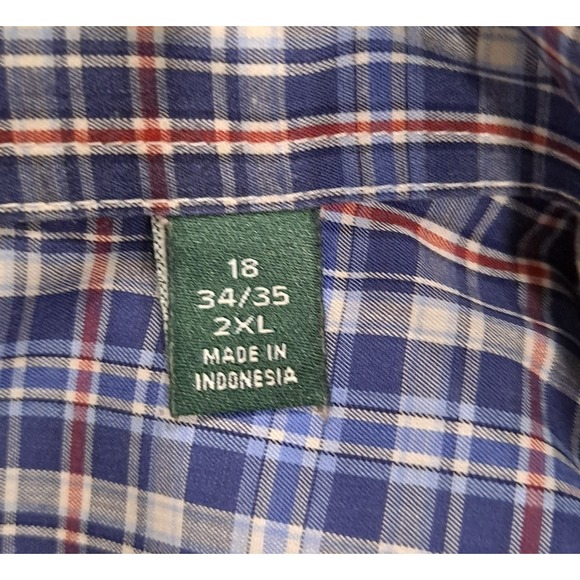 18
34/35
2XL
MADE IN
INDONESIA